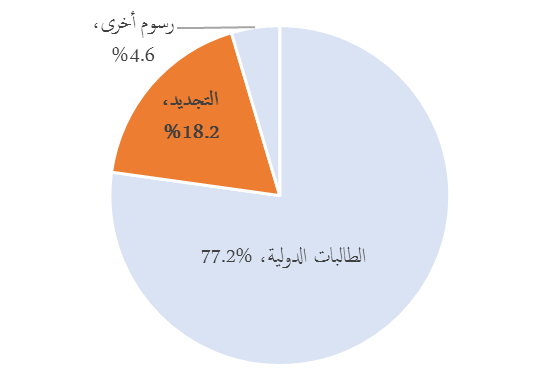 رسوم أخرى،
%4.6
التجديد،
%18.2
الطالبات الدولية، 77.2%